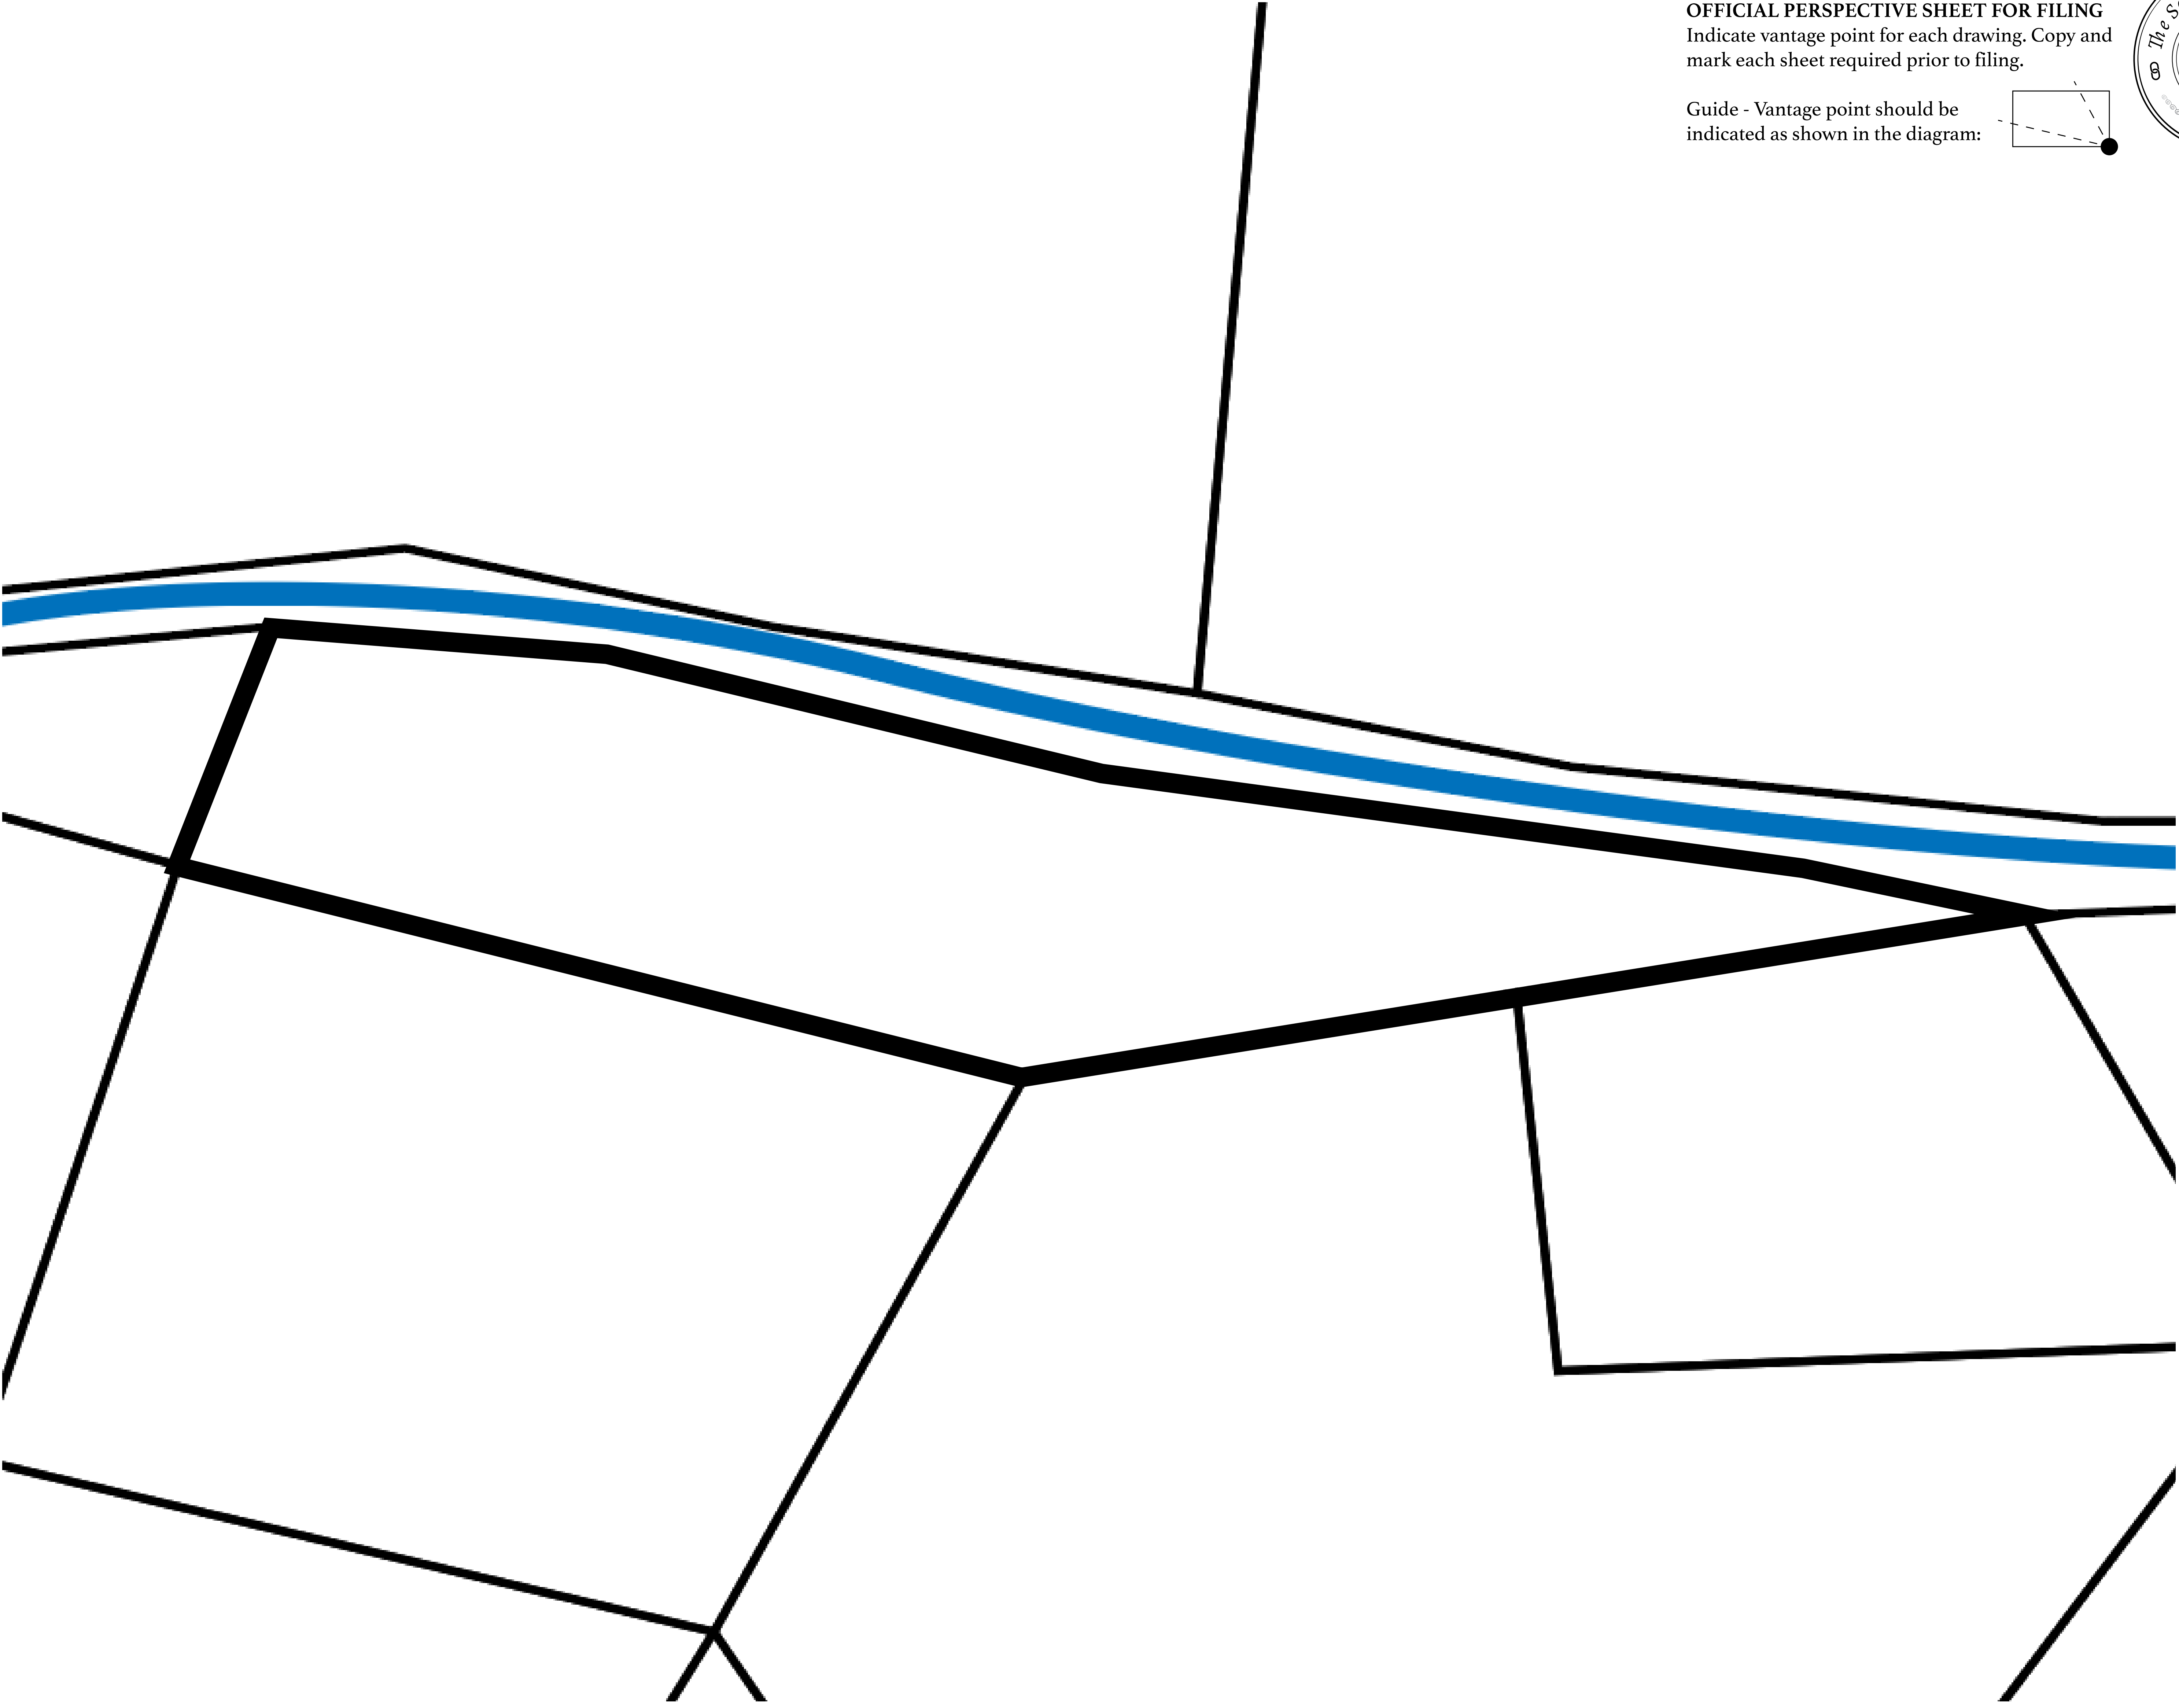 OFFICIAL PERSPECTIVE SHEET FOR FILING
Indicate vantage point for each drawing. Copy and
mark each sheet required prior to filing.
Guide - Vantage point should be
indicated as shown in the diagram:
The